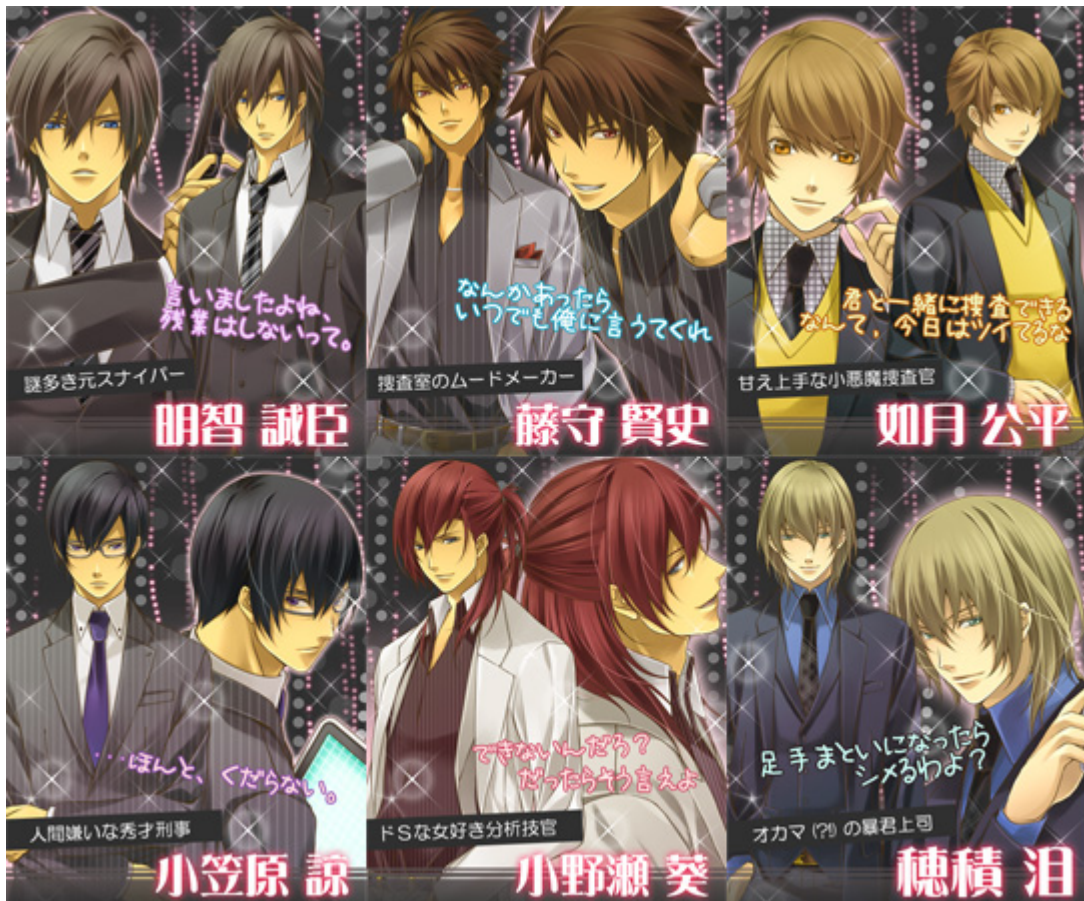 言いましたよね、
残業はしないって。
謎多き元スナイパー
明智 誠臣
なんかあったら
いつでも俺に言うてくれ
捜査室のムードメーカー
藤守 賢史
君と一緒に捜査できる
なんて、今日はツイてるな
甘え上手な小悪魔捜査官
如月 公平
...ほんと、くだらない。
人間嫌いな秀才刑事
小笠原 諒
できないんだろ?
だったらそう言えよ
ドSな女好き分析技官
小野瀬 葵
足手まといになったら
シメるわよ?
オカマ(?!)の暴君上司
穂積 泪